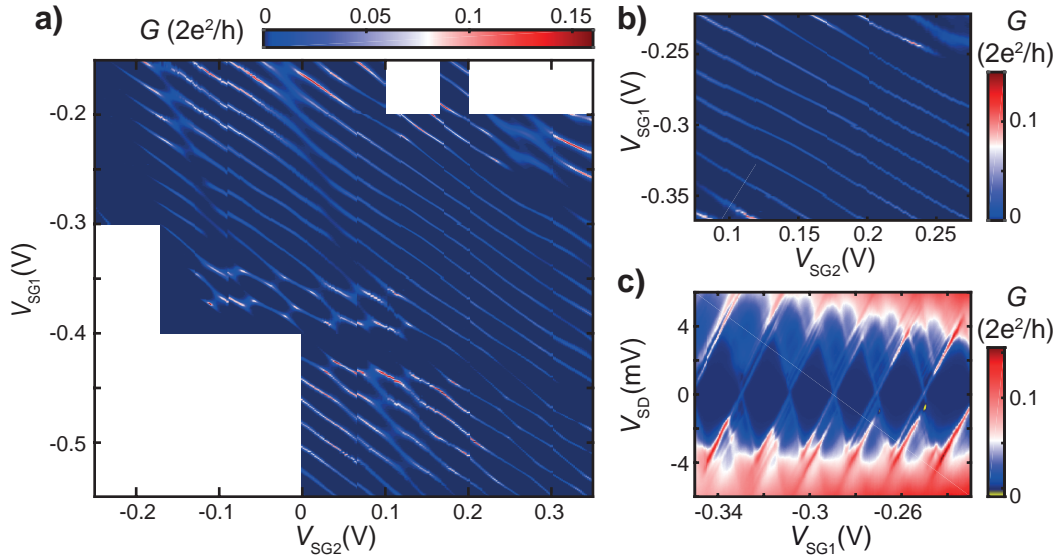 a)
G (2e²/h)
0 0.05 0.1 0.15
V_SG1(V)
-0.2
-0.3
-0.4
-0.5
-0.2 -0.1 0 0.1 0.2 0.3
V_SG2(V)
b)
G
(2e²/h)
V_SG1(V)
-0.25
-0.3
-0.35
0.1
0
0.1 0.15 0.2 0.25
V_SG2(V)
c)
G
(2e²/h)
V_SD(mV)
4
0
-4
0.1
0
-0.34 -0.3 -0.26
V_SG1(V)